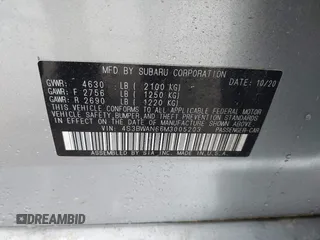 MFD BY SUBARU CORPORATION DATE: 10/20
GVWR: 4630 LB ( 2100 KG)
GAWR: F 2756 LB ( 1250 KG)
GAWR: R 2690 LB ( 1220 KG)
THIS VEHICLE CONFORMS TO ALL APPLICABLE FEDERAL MOTOR
VEHICLE SAFETY, BUMPER, AND THEFT PREVENTION STANDARDS
IN EFFECT ON THE DATE OF MANUFACTURE SHOWN ABOVE.
VIN: 4S3BWAN66M3005203 PASSENGER-CAR
ASSEMBLED BY SIA, INC. IN U.S.A.
DREAMBID